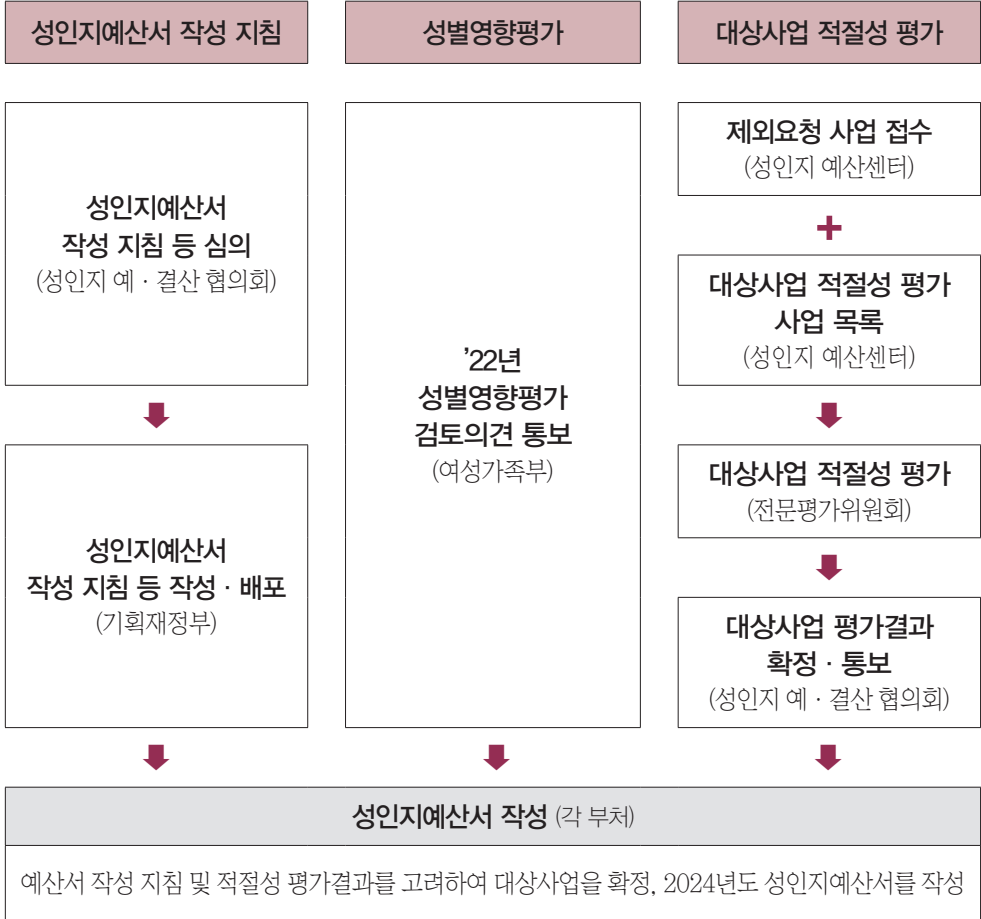 성인지예산서 작성 지침
성별영향평가
대상사업 적절성 평가
성인지예산서
작성 지침 등 심의
(성인지 예 · 결산 협의회)
성인지예산서
작성 지침 등 작성 · 배포
(기획재정부)
’22년
성별영향평가
검토의견 통보
(여성가족부)
제외요청 사업 접수
(성인지 예산센터)
+
대상사업 적절성 평가
사업 목록
(성인지 예산센터)
대상사업 적절성 평가
(전문평가위원회)
대상사업 평가결과
확정 · 통보
(성인지 예 · 결산 협의회)
성인지예산서 작성 (각 부처)
예산서 작성 지침 및 적절성 평가결과를 고려하여 대상사업을 확정, 2024년도 성인지예산서를 작성